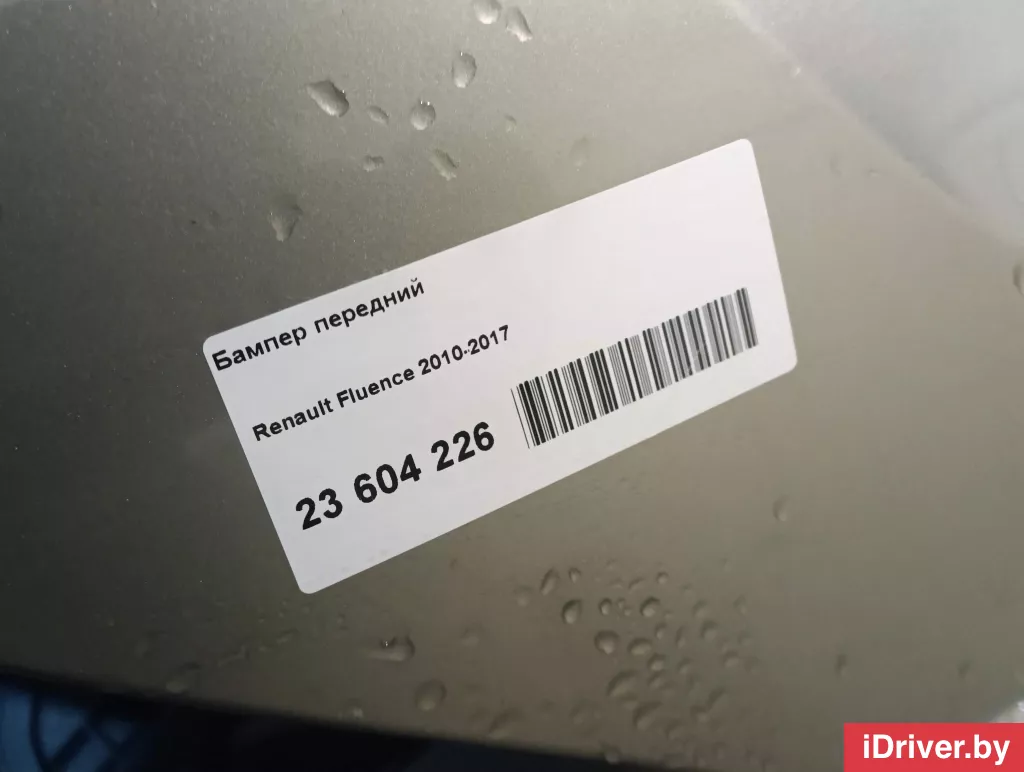 Бампер передний
Renault Fluence 2010-2017
23 604 226
iDriver.by